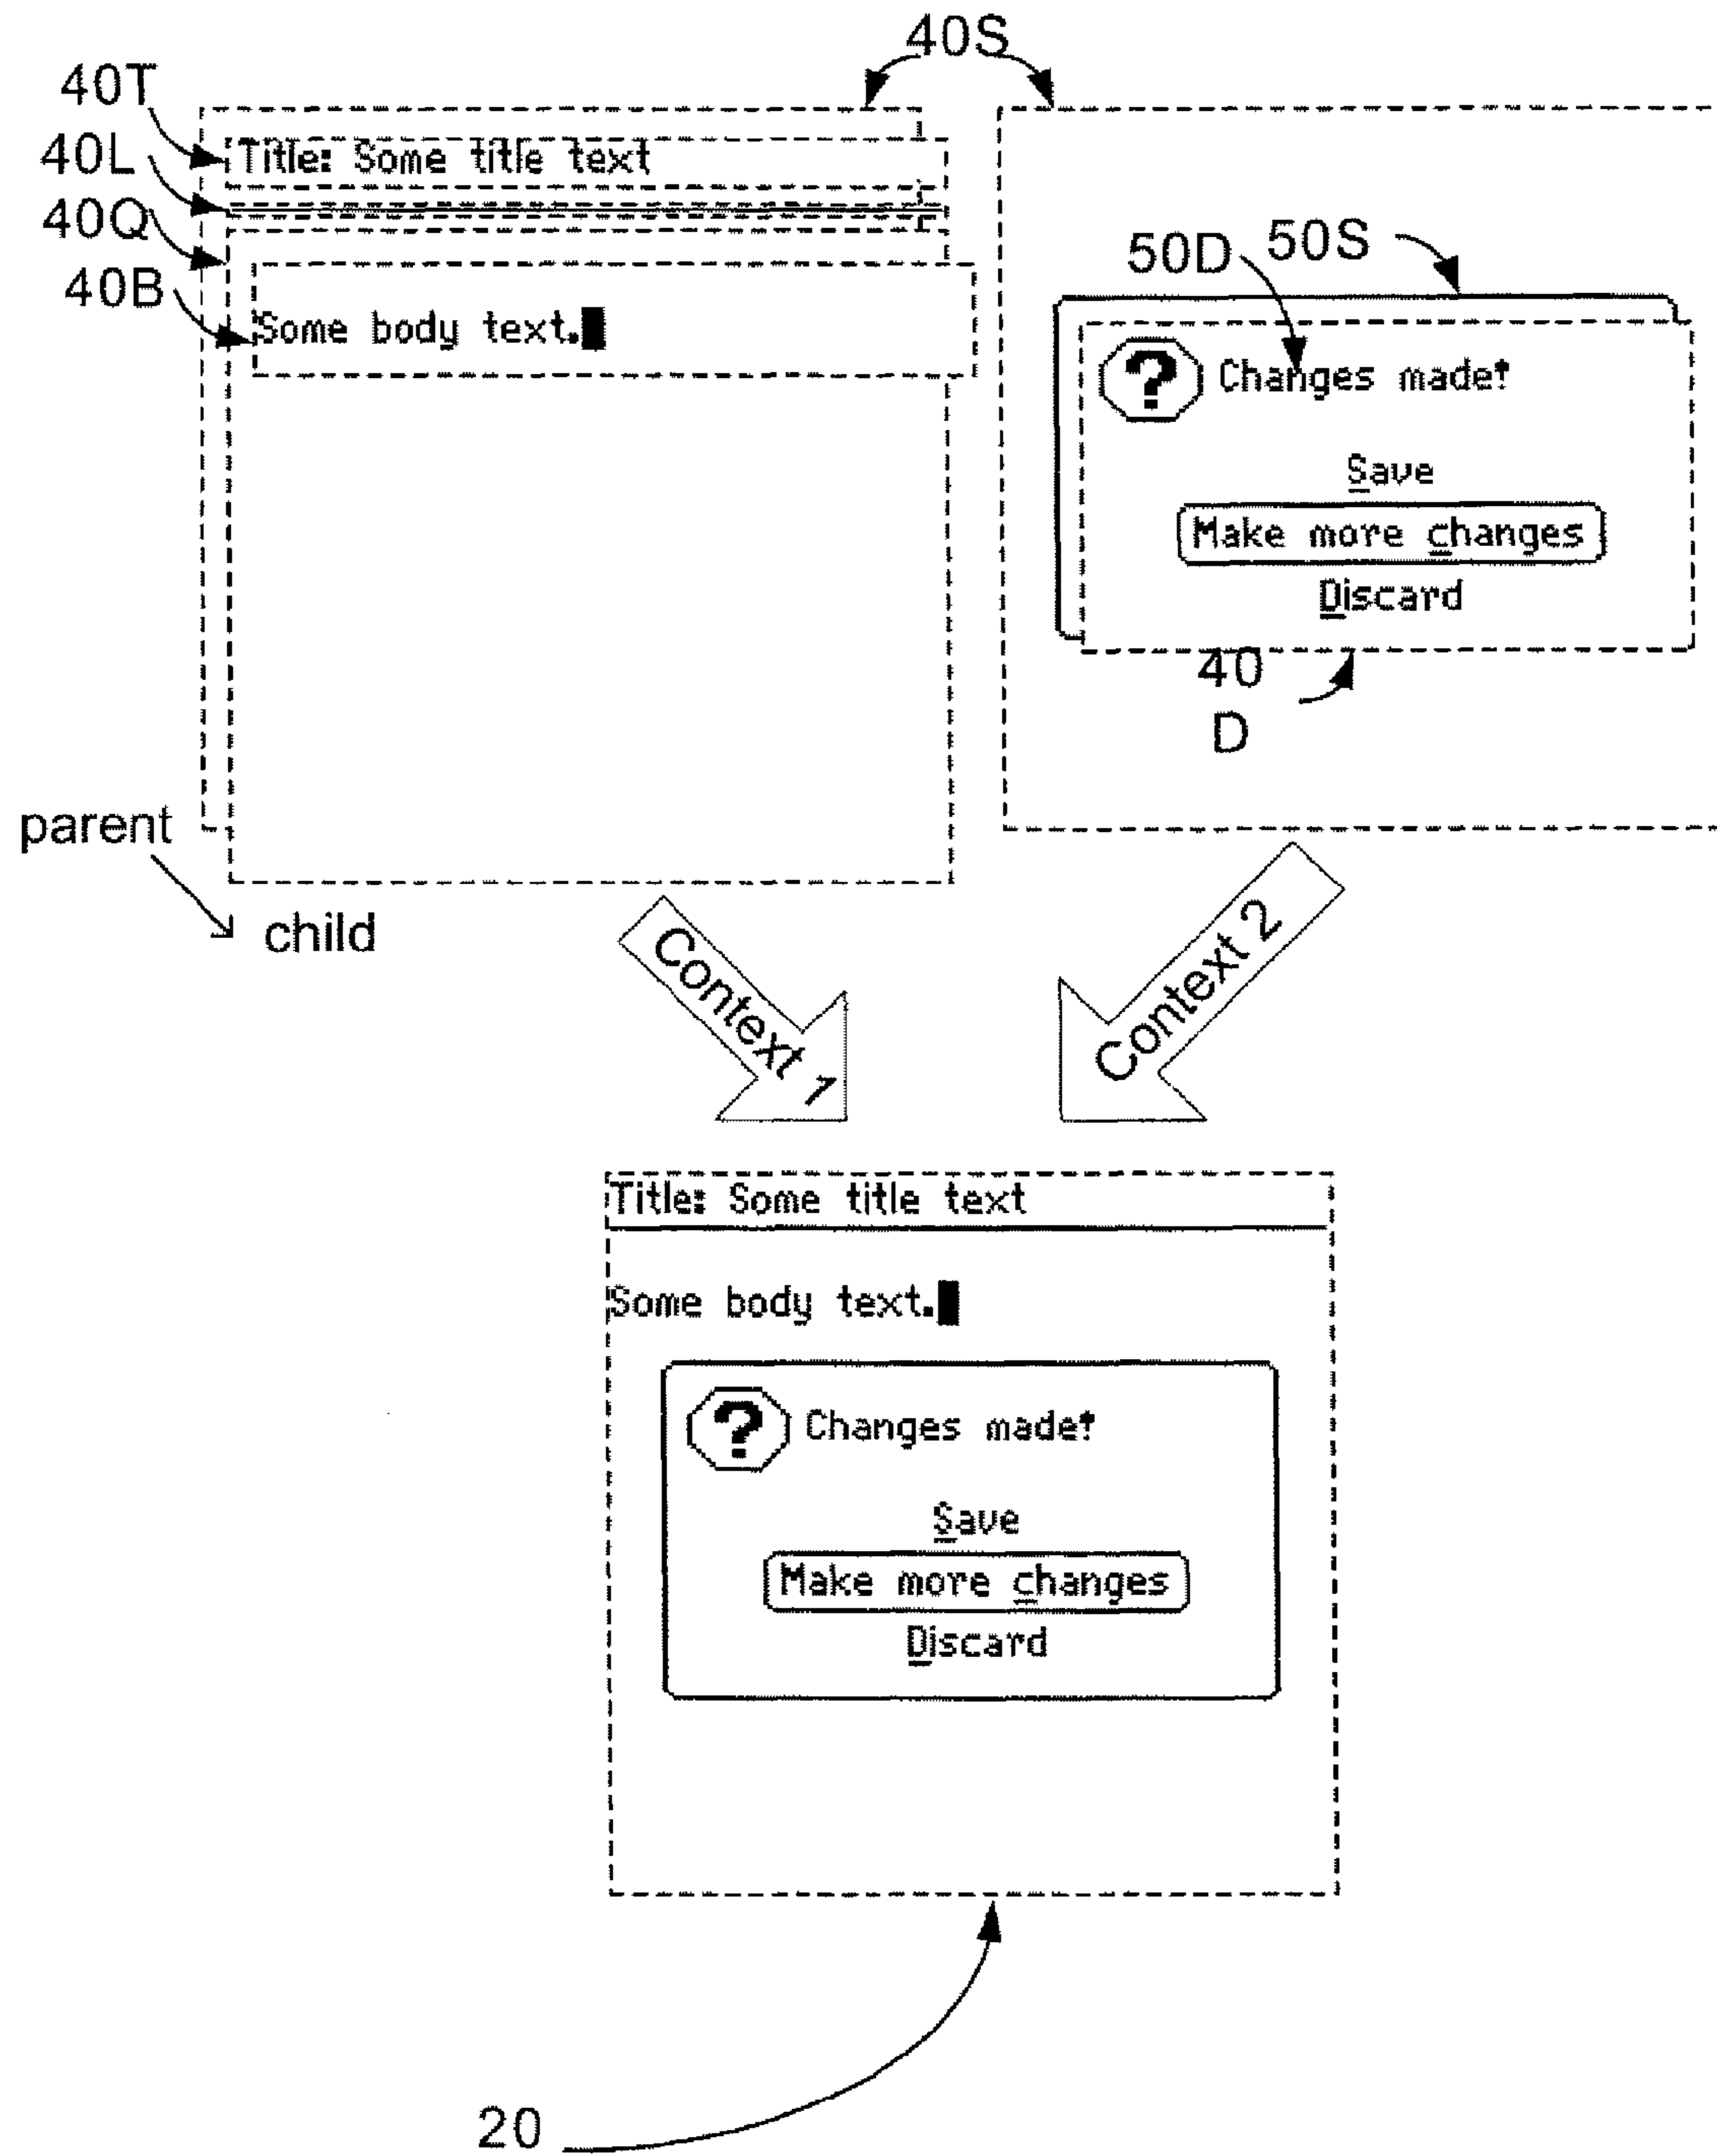 40S
40T
Title: Some title text
40L
40Q
50D
50S
40B
Some body text.
?
Changes made!
Save
Make more changes
Discard
40
D
parent
child
Context 1
Context 2
Title: Some title text
Some body text.
?
Changes made!
Save
Make more changes
Discard
20